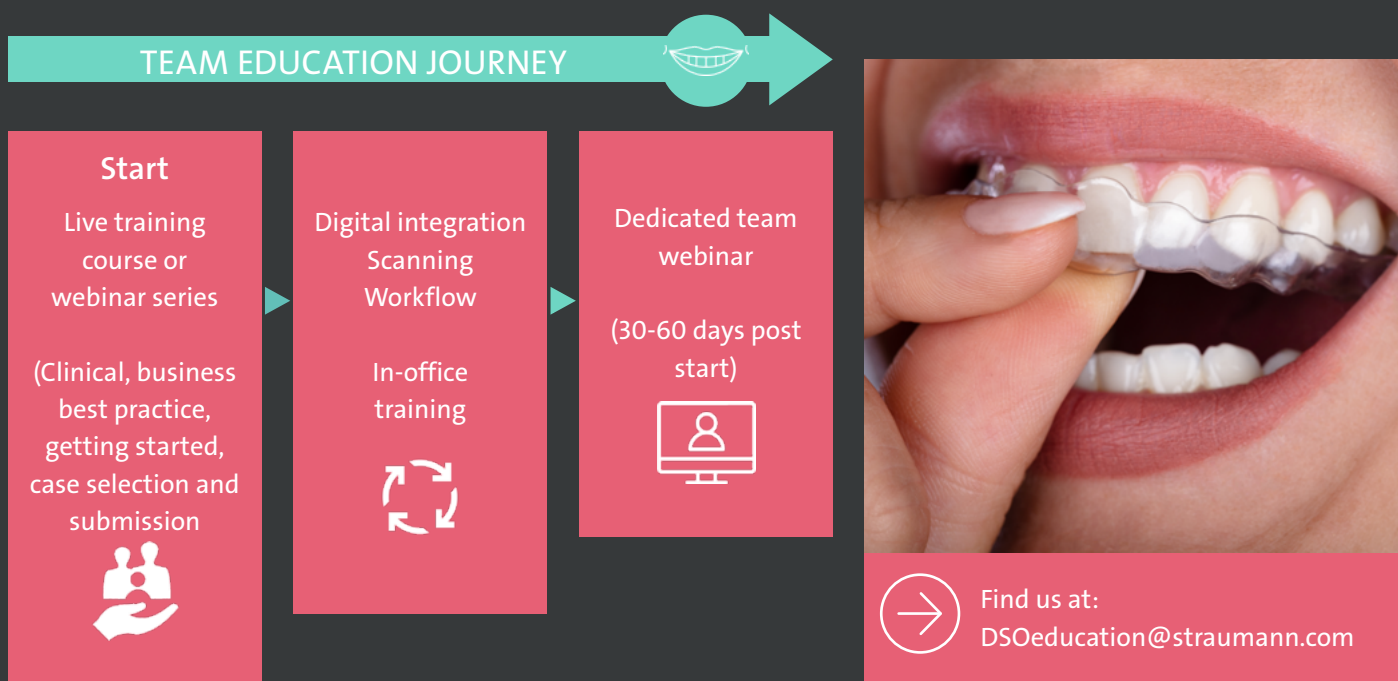 TEAM EDUCATION JOURNEY
Start
Live training
course or
webinar series
(Clinical, business
best practice,
getting started,
case selection and
submission
Digital integration
Scanning
Workflow
In-office
training
Dedicated team
webinar
(30-60 days post
start)
Find us at:
DSOeducation@straumann.com